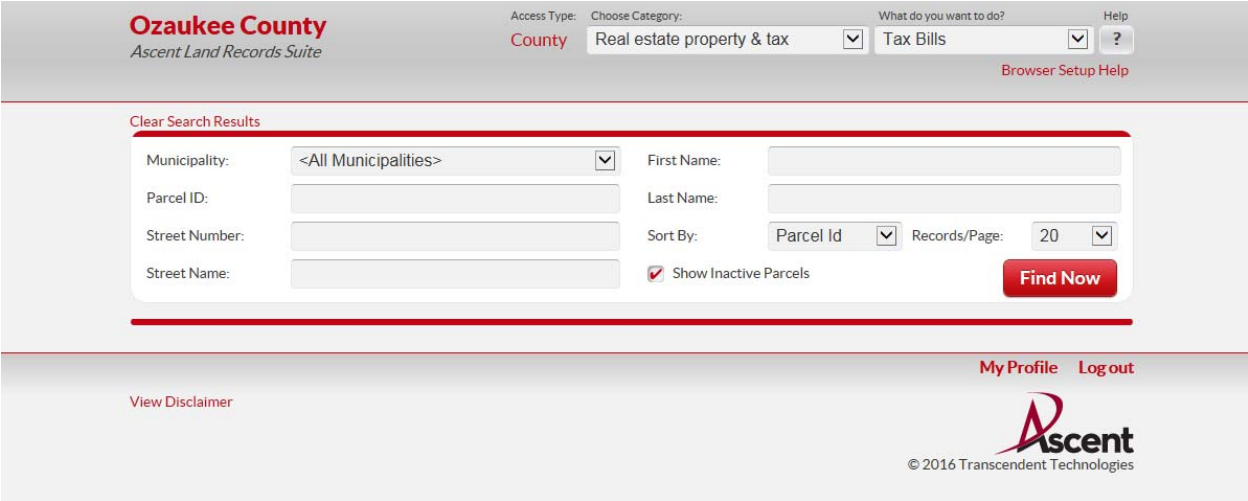 Ozaukee County
Ascent Land Records Suite
Access Type: Choose Category: What do you want to do? Help
County Real estate property & tax Tax Bills ?
Browser Setup Help
Clear Search Results
Municipality: <All Municipalities> First Name:
Parcel ID: Last Name:
Street Number: Sort By: Parcel Id Records/Page: 20
Street Name: Show Inactive Parcels Find Now
My Profile Log out
View Disclaimer
Ascent
© 2016 Transcendent Technologies